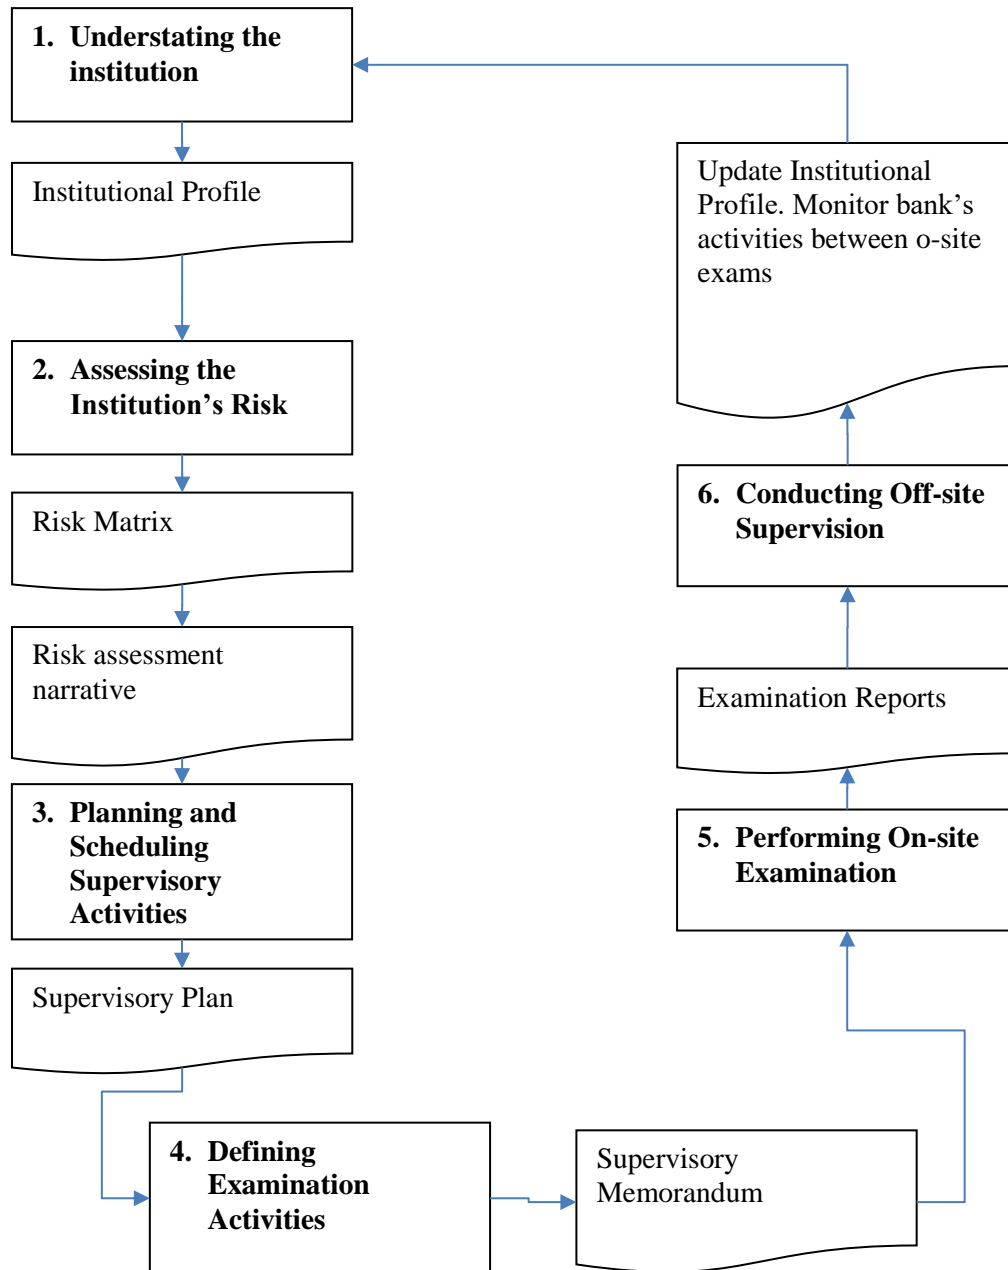 1. Understating the
institution
Institutional Profile
2. Assessing the
Institution’s Risk
Risk Matrix
Risk assessment
narrative
3. Planning and
Scheduling
Supervisory
Activities
Supervisory Plan
4. Defining
Examination
Activities
Supervisory
Memorandum
5. Performing On-site
Examination
Examination Reports
6. Conducting Off-site
Supervision
Update Institutional
Profile. Monitor bank’s
activities between o-site
exams